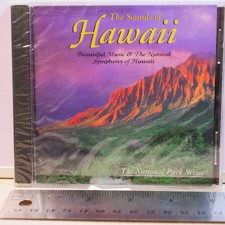 The Sounds of
Hawaii
Beautiful Music & The Natural
Symphony of Hawaii
The National Park Series